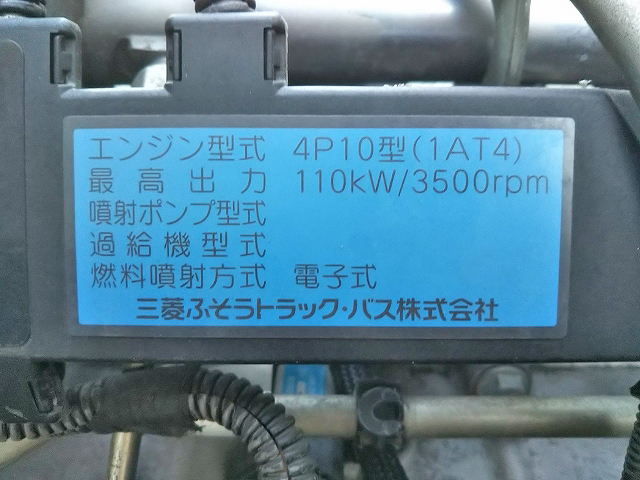 エンジン型式 4P10型(1AT4)
最高出力 110kW/3500rpm
噴射ポンプ型式
過給機型式
燃料噴射方式 電子式
三菱ふそうトラック・バス株式会社